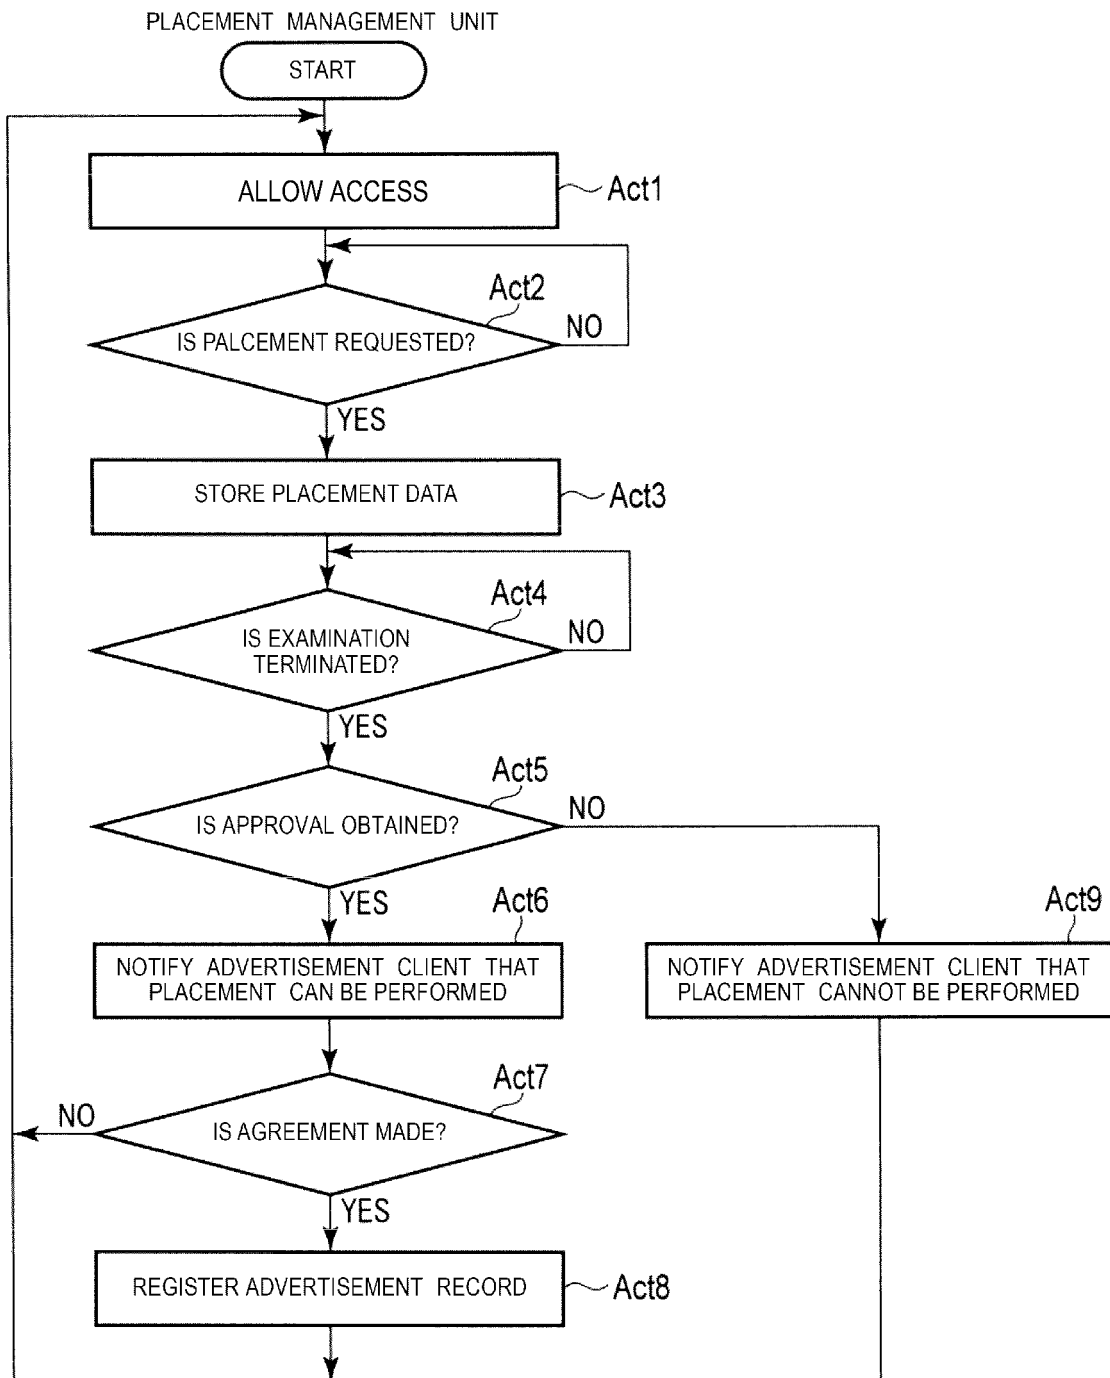 PLACEMENT MANAGEMENT UNIT
START
ALLOW ACCESS
Act1
Act2
IS PALCEMENT REQUESTED?
NO
YES
STORE PLACEMENT DATA
Act3
Act4
IS EXAMINATION
TERMINATED?
NO
YES
Act5
IS APPROVAL OBTAINED?
NO
YES
Act6
NOTIFY ADVERTISEMENT CLIENT THAT
PLACEMENT CAN BE PERFORMED
Act9
NOTIFY ADVERTISEMENT CLIENT THAT
PLACEMENT CANNOT BE PERFORMED
Act7
IS AGREEMENT MADE?
NO
YES
REGISTER ADVERTISEMENT RECORD
Act8